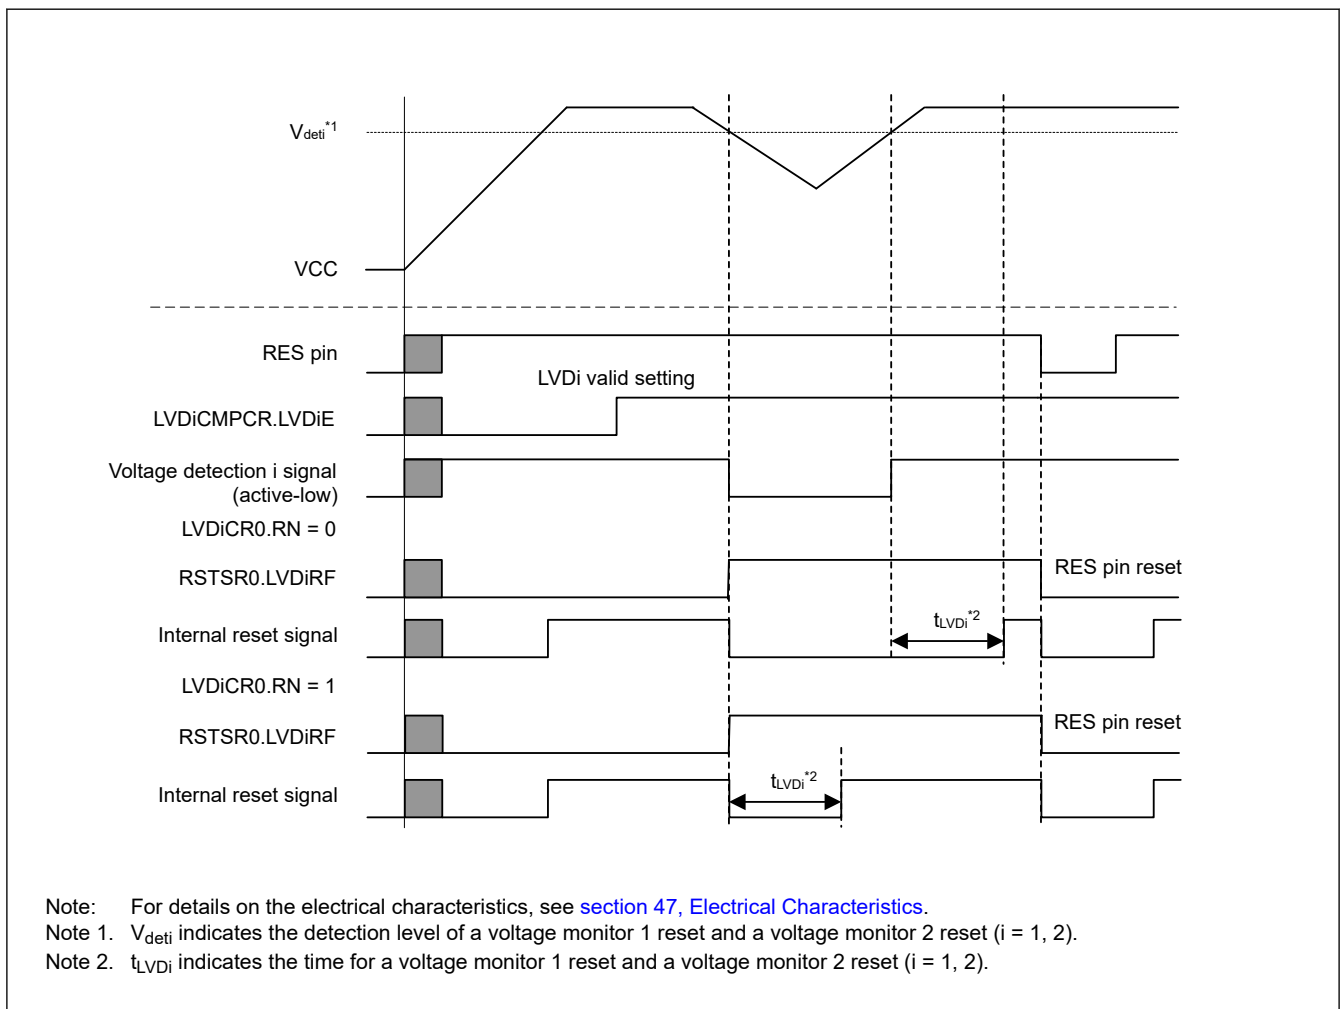 Vdeti*1
VCC
RES pin
LVDi valid setting
LVDiCMPCR.LVDiE
Voltage detection i signal
(active-low)
LVDiCR0.RN = 0
RSTSR0.LVDiRF
RES pin reset
Internal reset signal
tLVDi*2
LVDiCR0.RN = 1
RSTSR0.LVDiRF
RES pin reset
Internal reset signal
tLVDi*2
Note: For details on the electrical characteristics, see section 47, Electrical Characteristics.
Note 1. Vdeti indicates the detection level of a voltage monitor 1 reset and a voltage monitor 2 reset (i = 1, 2).
Note 2. tLVDi indicates the time for a voltage monitor 1 reset and a voltage monitor 2 reset (i = 1, 2).